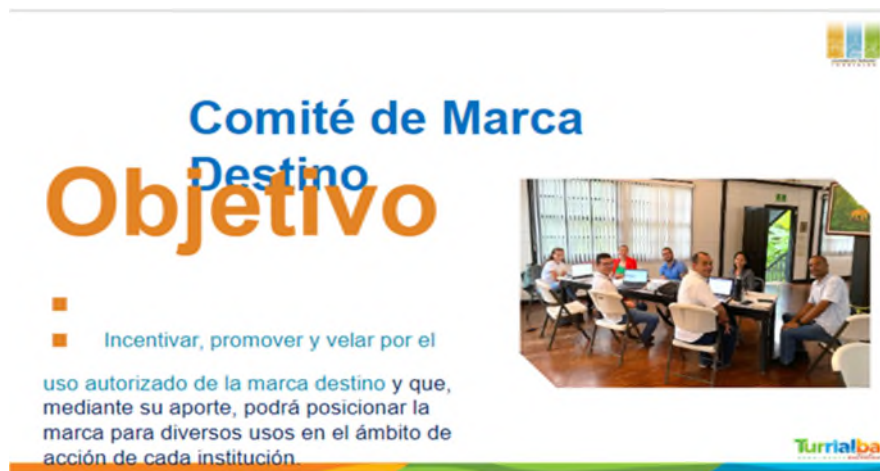 Comité de Marca
Destino
Objetivo
Incentivar, promover y velar por el
uso autorizado de la marca destino y que,
mediante su aporte, podrá posicionar la
marca para diversos usos en el ámbito de
acción de cada institución.
Turrialba